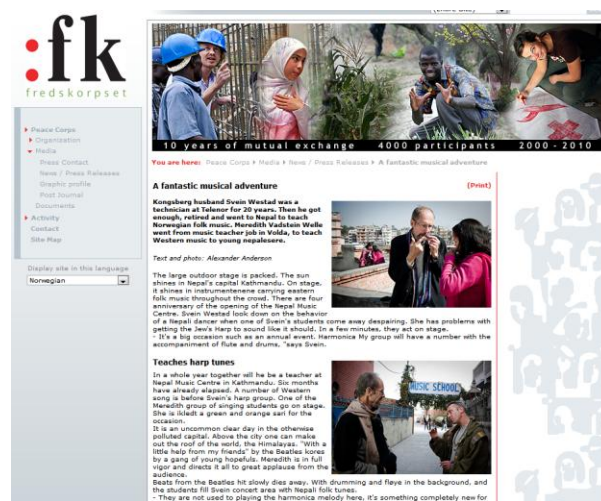 :fk
fredskorpset
10 years of mutual exchange 4000 participants 2000 - 2010
You are here: Peace Corps Media News / Press Releases A fantastic musical adventure
Peace Corps
Organization
Media
Press Contact
News / Press Releases
Graphic profile
Post Journal
Documents
Activity
Contact
Site Map
Display site in this language
Norwegian
A fantastic musical adventure
(Print)
Kongsberg husband Svein Westad was a
technician at Telenor for 20 years. Then he got
enough, retired and went to Nepal to teach
Norwegian folk music. Meredith Vadstein Welle
went from music teacher job in Volda, to teach
Western music to young nepalesere.
Text and photo: Alexander Anderson
The large outdoor stage is packed. The sun
shines in Nepal's capital Kathmandu. On stage,
it shines in instrumentenene carrying eastern
folk music throughout the crowd. There are four
anniversary of the opening of the Nepal Music
Centre. Svein Westad look down on the behavior
of a Nepali dancer when one of Svein's students come away despairing. She has problems with
getting the Jew's Harp to sound like it should. In a few minutes, they act on stage.
- It's a big occasion such as an annual event. Harmonica My group will have a number with the
accompaniment of flute and drums, "says Svein.
Teaches harp tunes
In a whole year together will he be a teacher at
Nepal Music Centre in Kathmandu. Six months
have already elapsed. A number of Western
song is before Svein's harp group. One of the
Meredith group of singing students go on stage.
She is ikledt a green and orange sari for the
occasion.
It is an uncommon clear day in the otherwise
polluted capital. Above the city one can make
out the roof of the world, the Himalayas. "With a
little help from my friends" by the Beatles kores
by a gang of young hopefuls. Meredith is in full
vigor and directs it all to great applause from the
audience.
Beats from the Beatles hit slowly dies away. With drumming and fløye in the background, and
the students fill Svein concert area with Nepali folk tunes.
- They are not used to playing the harmonica melody here, it's something completely new for
MUSIC SCHOOL